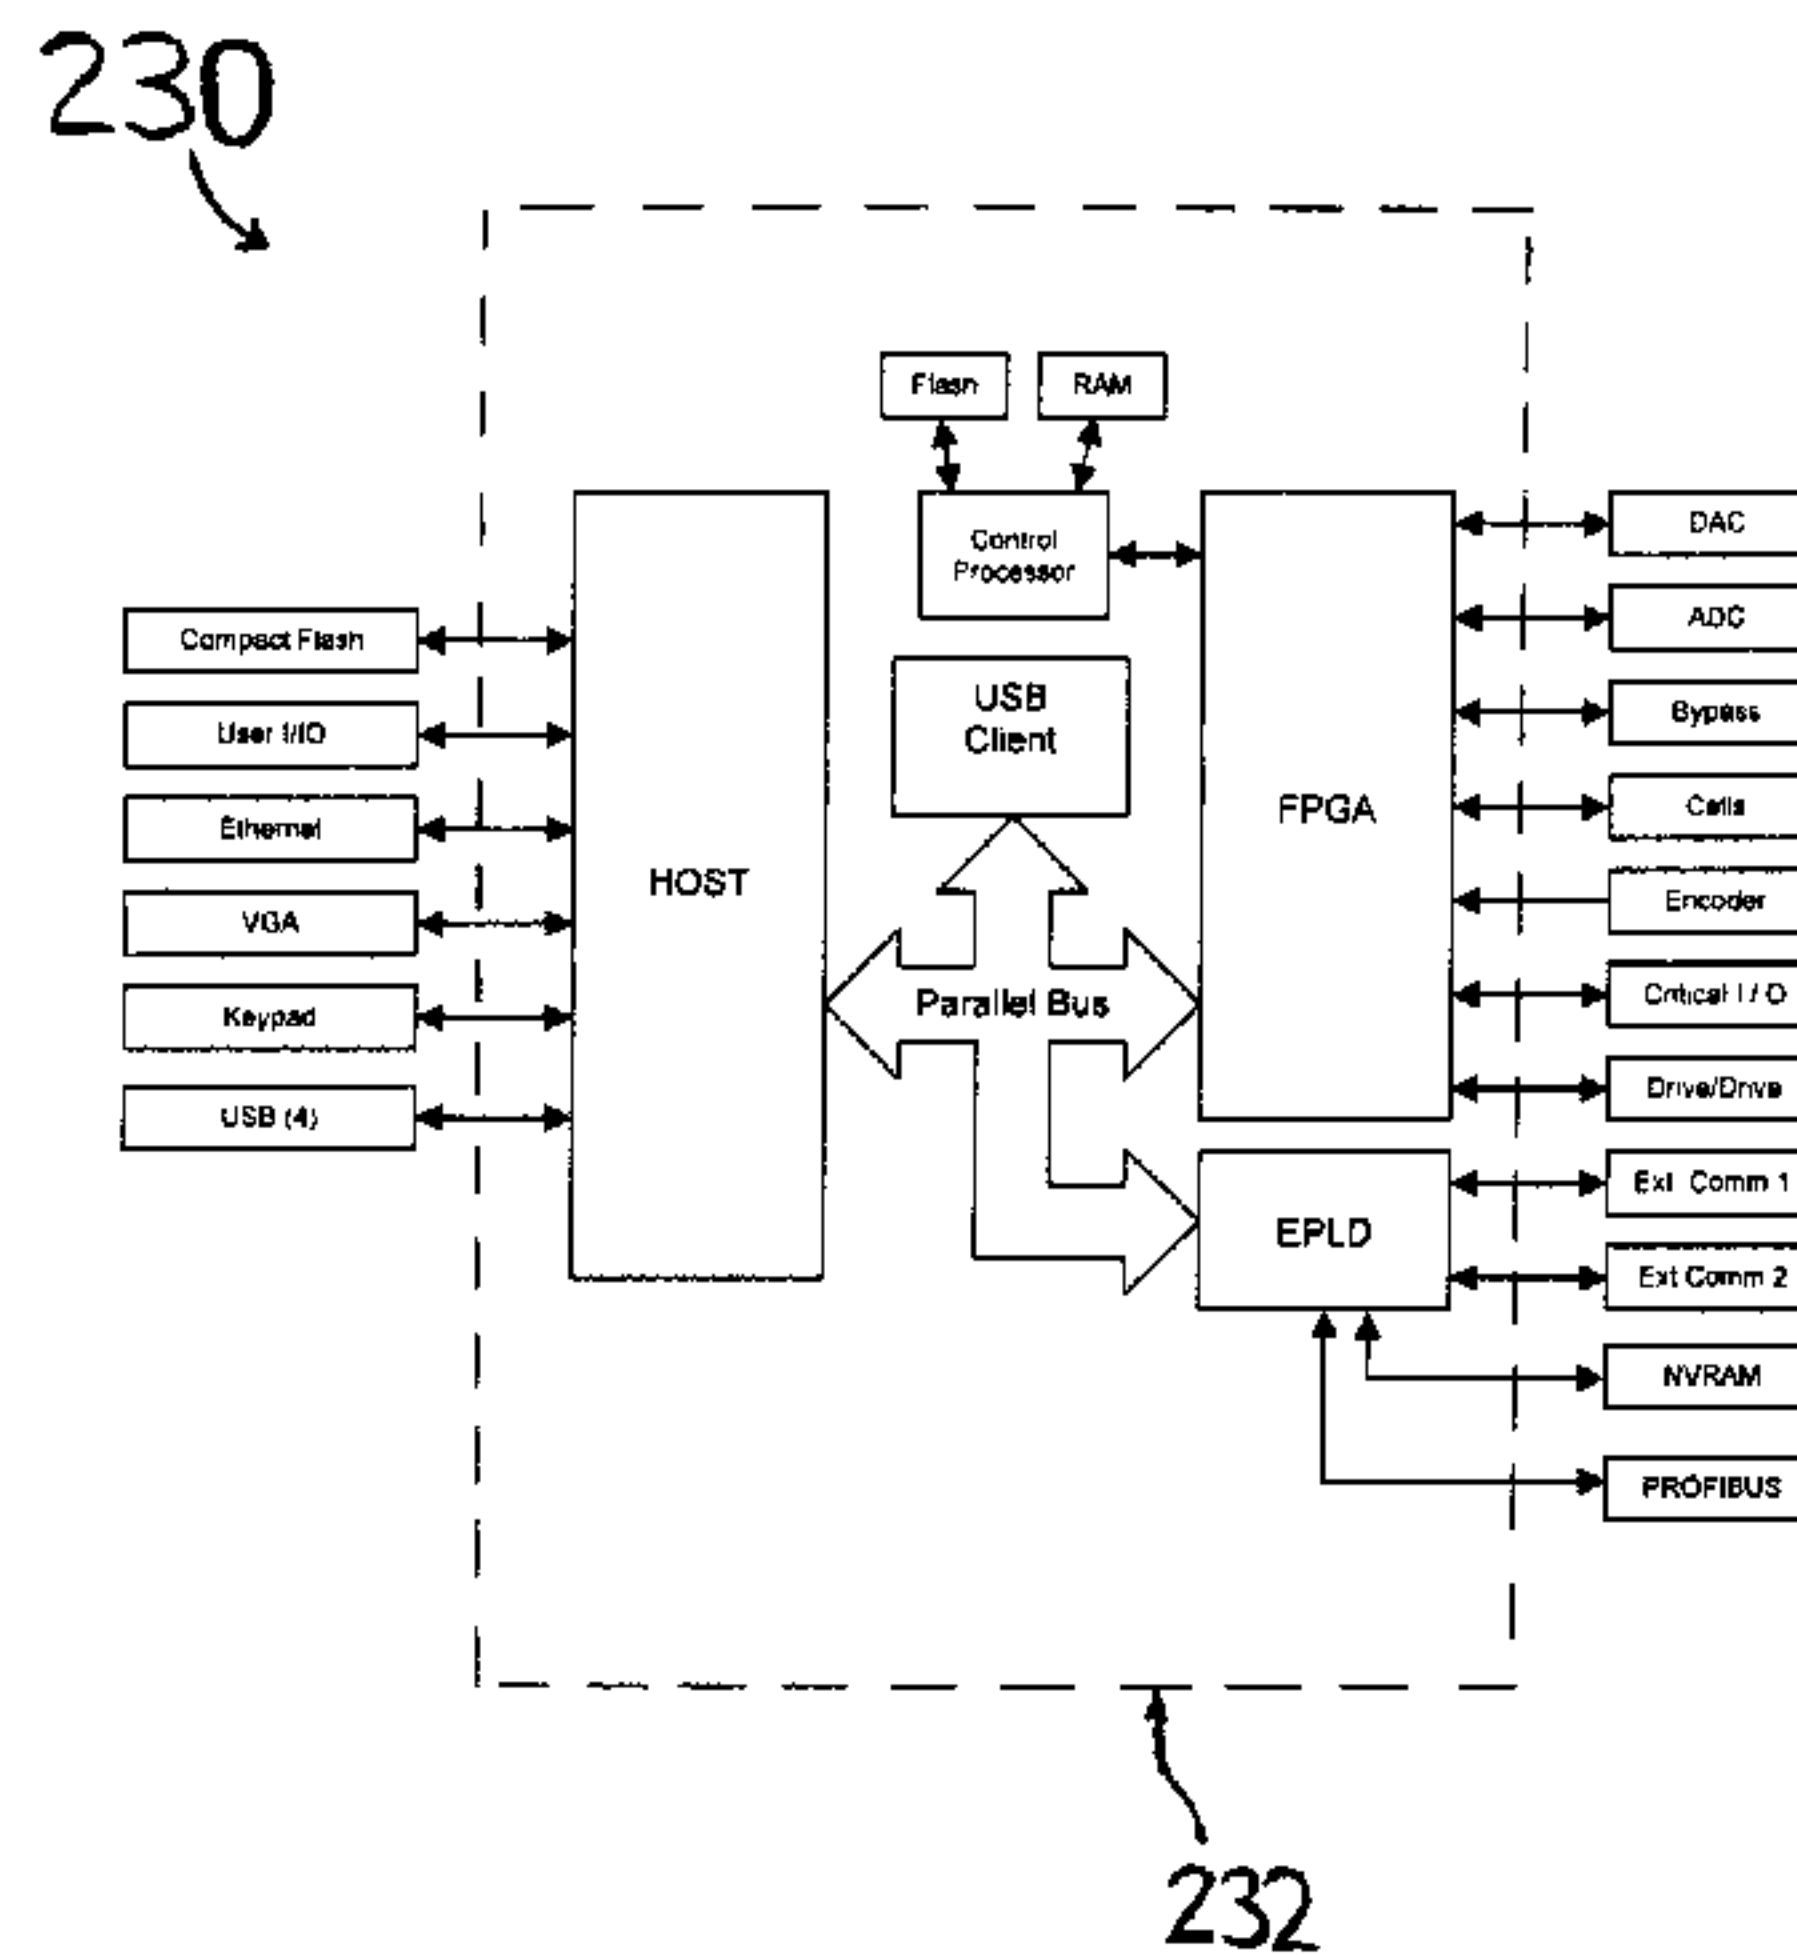 230
Flash
RAM
Control
Processor
DAC
ADC
Compact Flash
USB
Client
Bypass
User I/IO
FPGA
Cells
Ethernet
HOST
Encoder
VGA
Parallel Bus
Critical I / O
Keypad
Drive/Drive
USB (4)
Ext Comm 1
EPLD
Ext Comm 2
NVRAM
PROFIBUS
232